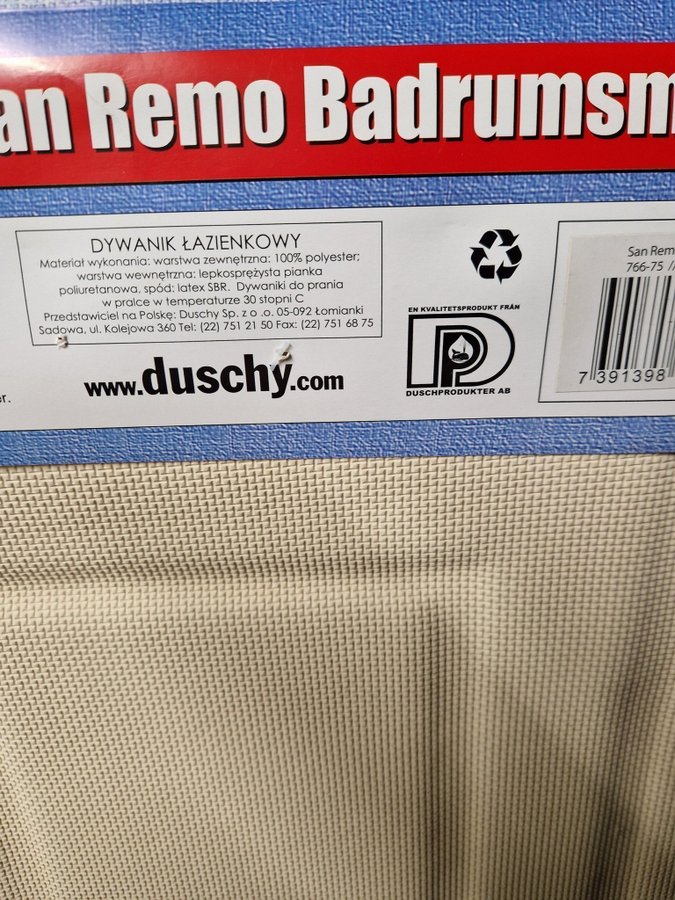 an Remo Badrumsm
DYWANIK ŁAZIENKOWY
Materiał wykonania: warstwa zewnętrzna: 100% polyester;
warstwa wewnętrzna: lepkosprężysta pianka
poliuretanowa, spód: latex SBR. Dywaniki do prania
w pralce w temperaturze 30 stopni C
Przedstawiciel na Polskę: Duschy Sp. z o .o. 05-092 Łomianki
Sadowa, ul. Kolejowa 360 Tel: (22) 751 21 50 Fax: (22) 751 68 75
er.
www.duschy.com
EN KVALITETSPRODUKT FRÅN
DP
DUSCHPRODUKTER AB
San Rem
766-75 /
7 391398